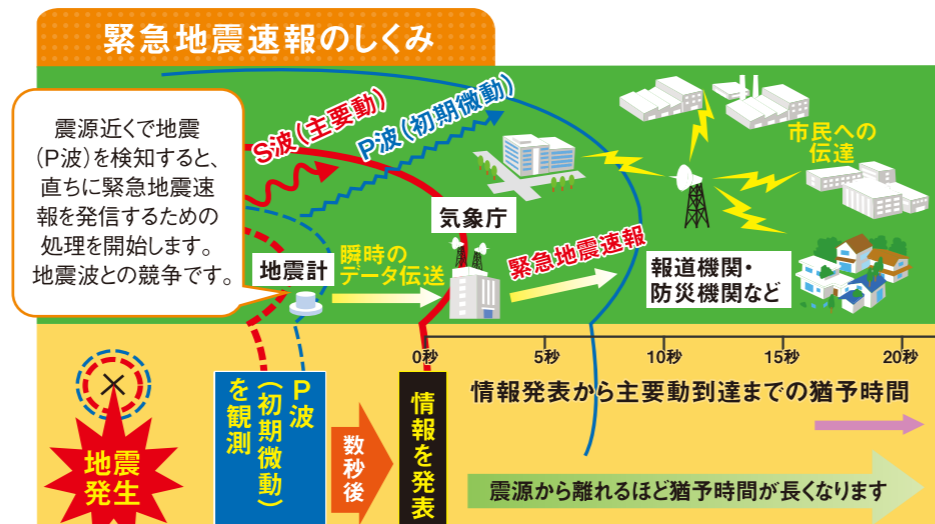 緊急地震速報のしくみ
震源近くで地震
(P波)を検知すると、
直ちに緊急地震速
報を発信するための
処理を開始します。
地震波との競争です。
S波(主要動)
P波(初期微動)
市民への
伝達
気象庁
地震計
瞬時の
データ伝送
緊急地震速報
報道機関・
防災機関など
0秒
5秒
10秒
15秒
20秒
情報発表から主要動到達までの猶予時間
地震
発生
P波
(初期微動)
を観測
数秒後
情報を発表
震源から離れるほど猶予時間が長くなります